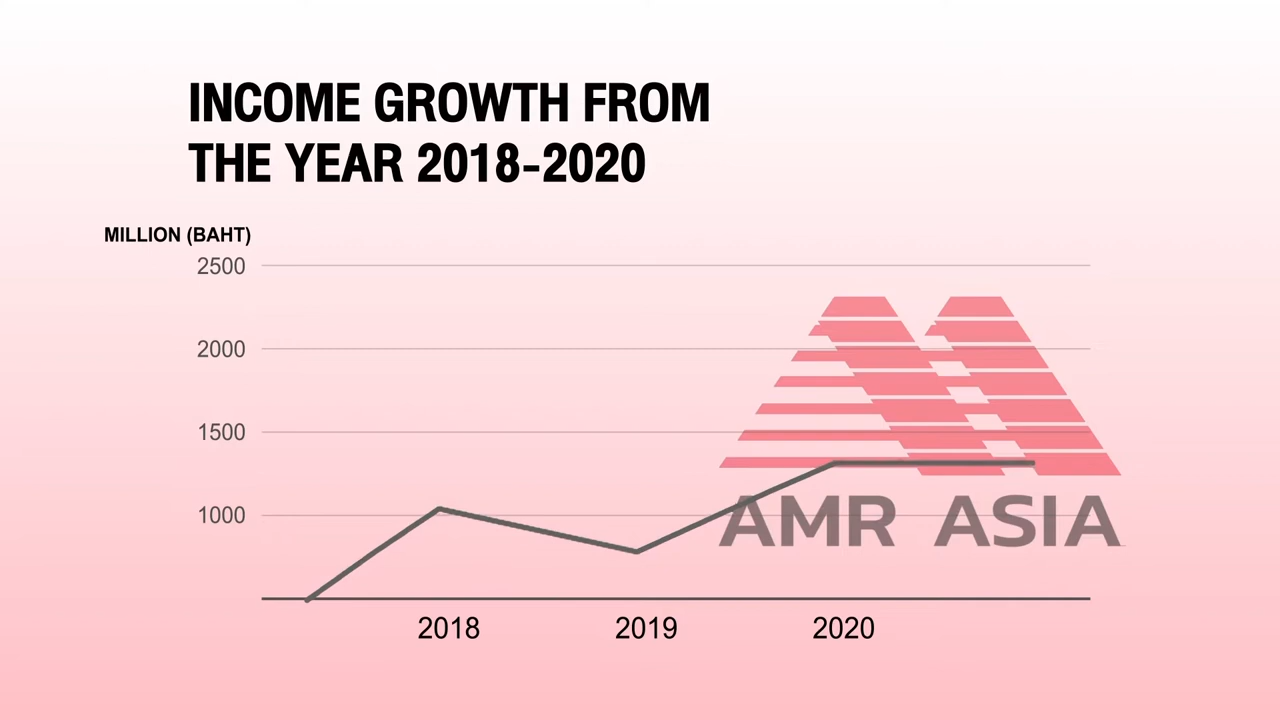 INCOME GROWTH FROM
THE YEAR 2018-2020
MILLION (BAHT)
2500
2000
1500
1000
AMR ASIA
2018 2019 2020